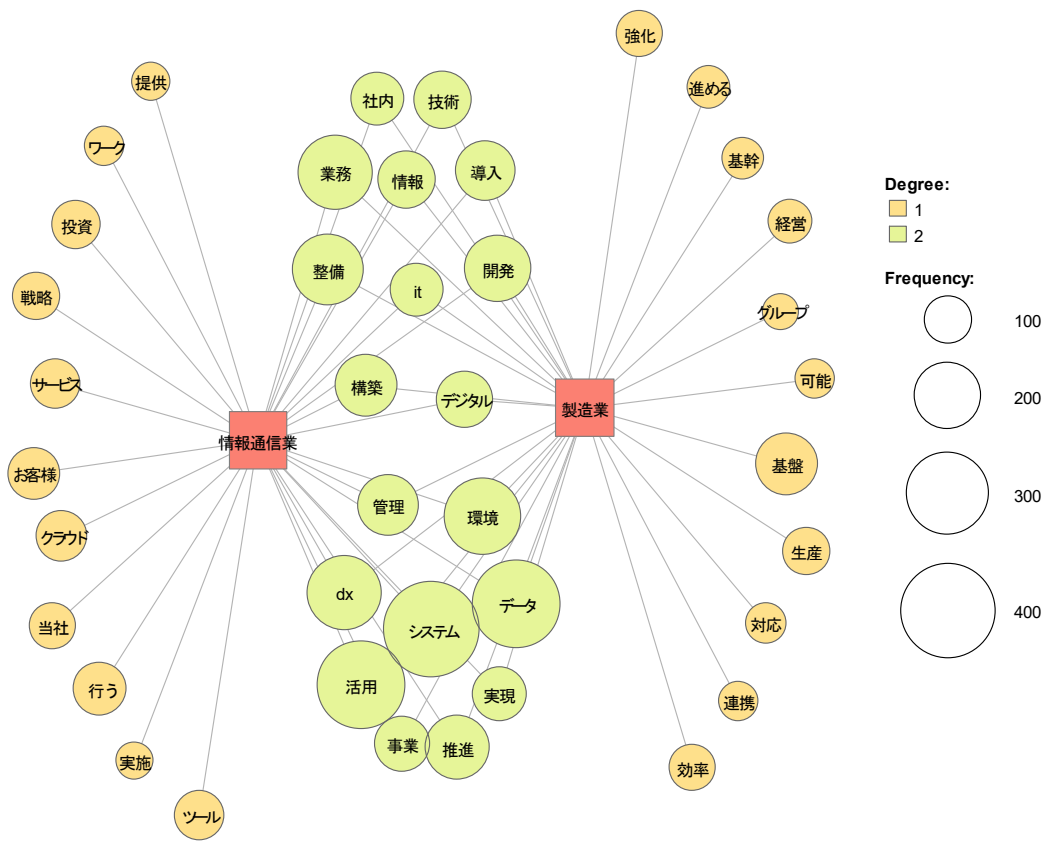 強化
提供
進める
社内
技術
ワーク
基幹
業務
情報
導入
投資
経営
戦略
整備
it
開発
グループ
サービス
構築
デジタル
可能
情報通信業
製造業
お客様
基盤
クラウド
管理
環境
生産
当社
dx
システム
データ
対応
行う
活用
実現
連携
実施
事業
推進
効率
ツール
Degree:
1
2
Frequency:
100
200
300
400